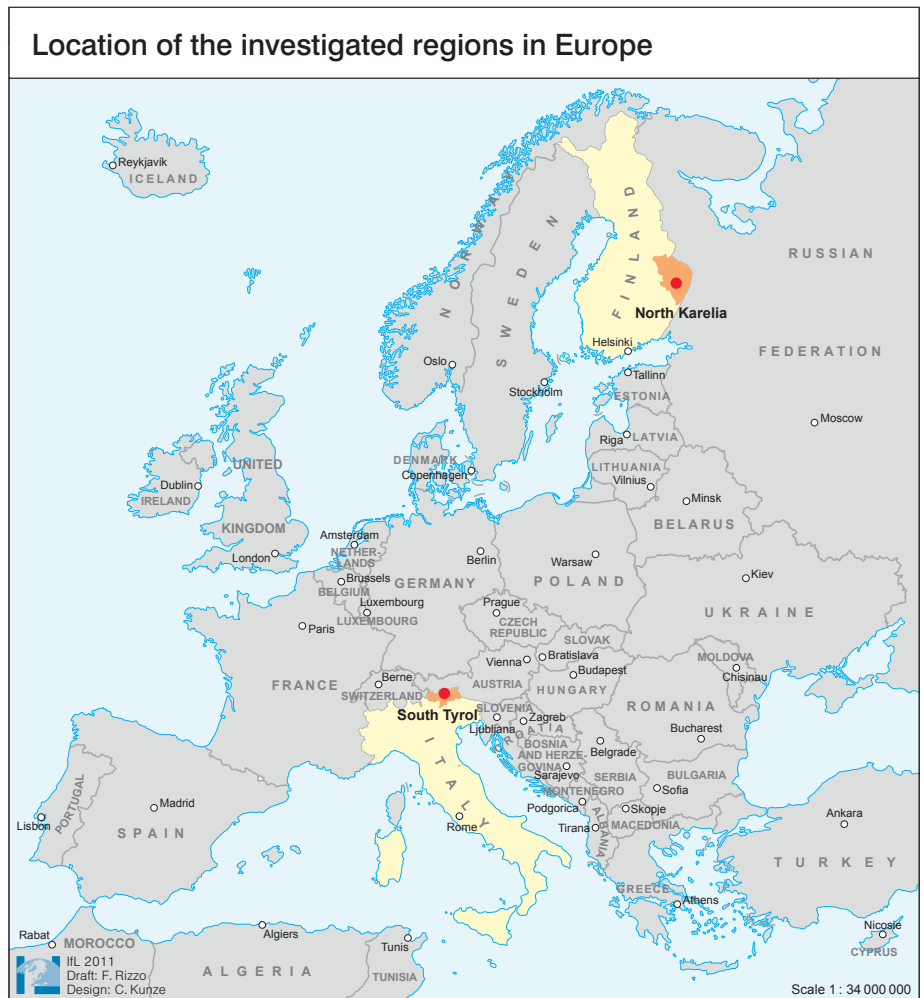 Location of the investigated regions in Europe
Reykjavík
ICELAND
NORWAY
SWEDEN
FINLAND
RUSSIAN
FEDERATION
North Karelia
Helsinki
Oslo
Stockholm
Tallinn
ESTONIA
Moscow
Riga
LATVIA
DENMARK
Copenhagen
LITHUANIA
Vilnius
Minsk
BELARUS
UNITED
KINGDOM
Dublin
IRELAND
London
Amsterdam
NETHER-
LANDS
Berlin
Warsaw
POLAND
Brussels
BELGIUM
GERMANY
Kiev
UKRAINE
Luxembourg
LUXEMBOURG
Prague
CZECH
REPUBLIC
Paris
SLOVAK
Vienna
Bratislava
Budapest
MOLDOVA
Chisinau
FRANCE
Berne
SWITZERLAND
AUSTRIA
HUNGARY
South Tyrol
SLOVENIA
Ljubljana
Zagreb
CROATIA
ROMANIA
Bucharest
BOSNIA
AND HERZE-
GOVINA
Sarajevo
Belgrade
SERBIA
BULGARIA
Sofia
MONTENEGRO
Podgorica
Skopje
MACEDONIA
Tirana
ALBANIA
ITALY
Rome
PORTUGAL
Lisbon
Madrid
SPAIN
Ankara
TURKEY
GREECE
Athens
Nicosie
CYPRUS
Rabat
MOROCCO
Algiers
ALGERIA
Tunis
TUNISIA
IfL 2011
Draft: F. Rizzo
Design: C. Kunze
Scale 1 : 34 000 000